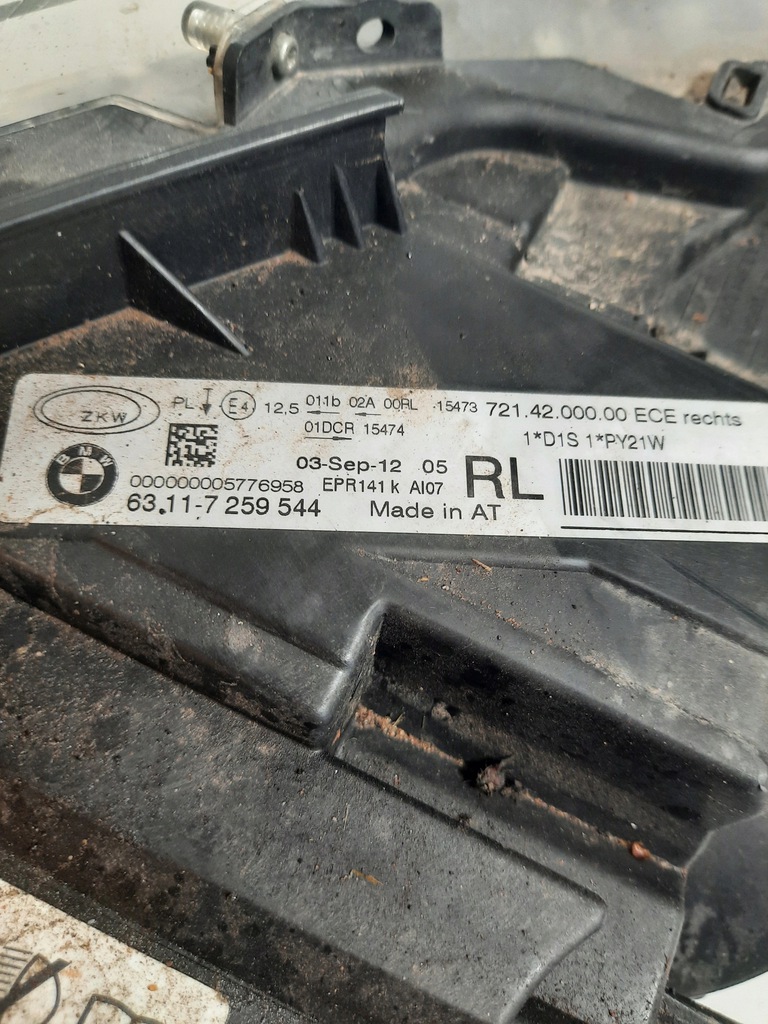 ZKW PL E4 12,5 011b 02A 00RL 15473 721.42.000.00 ECE rechts
01DCR 15474 1*D1S 1*PY21W
BMW 03-Sep-12 05 RL
000000005776958 EPR141k AI07
63.11-7 259 544 Made in AT